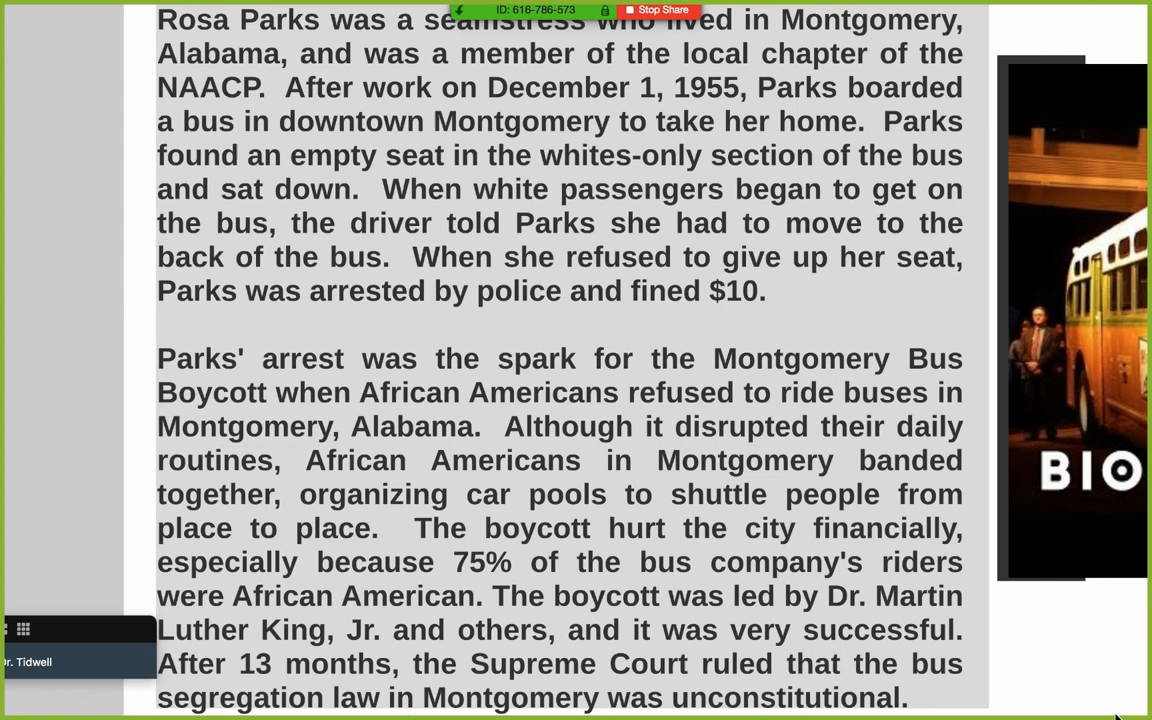 ID: 616-786-573
Stop Share
Rosa Parks was a seamstress who lived in Montgomery,
Alabama, and was a member of the local chapter of the
NAACP. After work on December 1, 1955, Parks boarded
a bus in downtown Montgomery to take her home. Parks
found an empty seat in the whites-only section of the bus
and sat down. When white passengers began to get on
the bus, the driver told Parks she had to move to the
back of the bus. When she refused to give up her seat,
Parks was arrested by police and fined $10.
Parks' arrest was the spark for the Montgomery Bus
Boycott when African Americans refused to ride buses in
Montgomery, Alabama. Although it disrupted their daily
routines, African Americans in Montgomery banded
together, organizing car pools to shuttle people from
place to place. The boycott hurt the city financially,
especially because 75% of the bus company's riders
were African American. The boycott was led by Dr. Martin
Luther King, Jr. and others, and it was very successful.
After 13 months, the Supreme Court ruled that the bus
segregation law in Montgomery was unconstitutional.
BIO
Dr. Tidwell